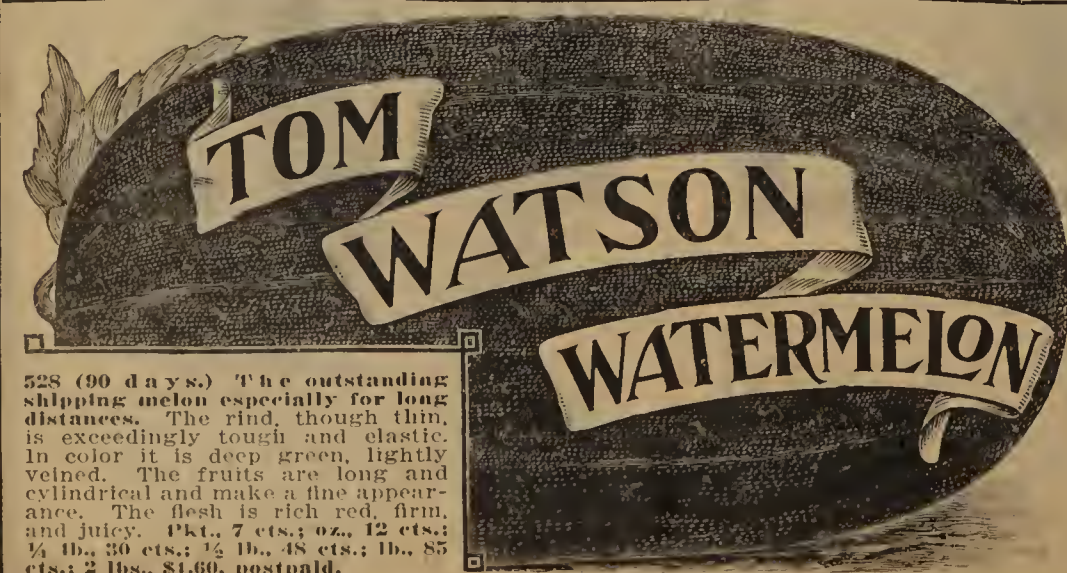 TOM
WATSON
WATERMELON
528 (90 days.) The outstanding
shipping melon especially for long
distances. The rind, though thin,
is exceedingly tough and elastic.
In color it is deep green, lightly
veined. The fruits are long and
cylindrical and make a fine appear-
ance. The flesh is rich red, firm,
and juicy. Pkt., 7 cts.; oz., 12 cts.;
¼ lb., 30 cts.; ½ lb., 48 cts.; lb., 85
cts.; 2 lbs., $1.60, postpaid.